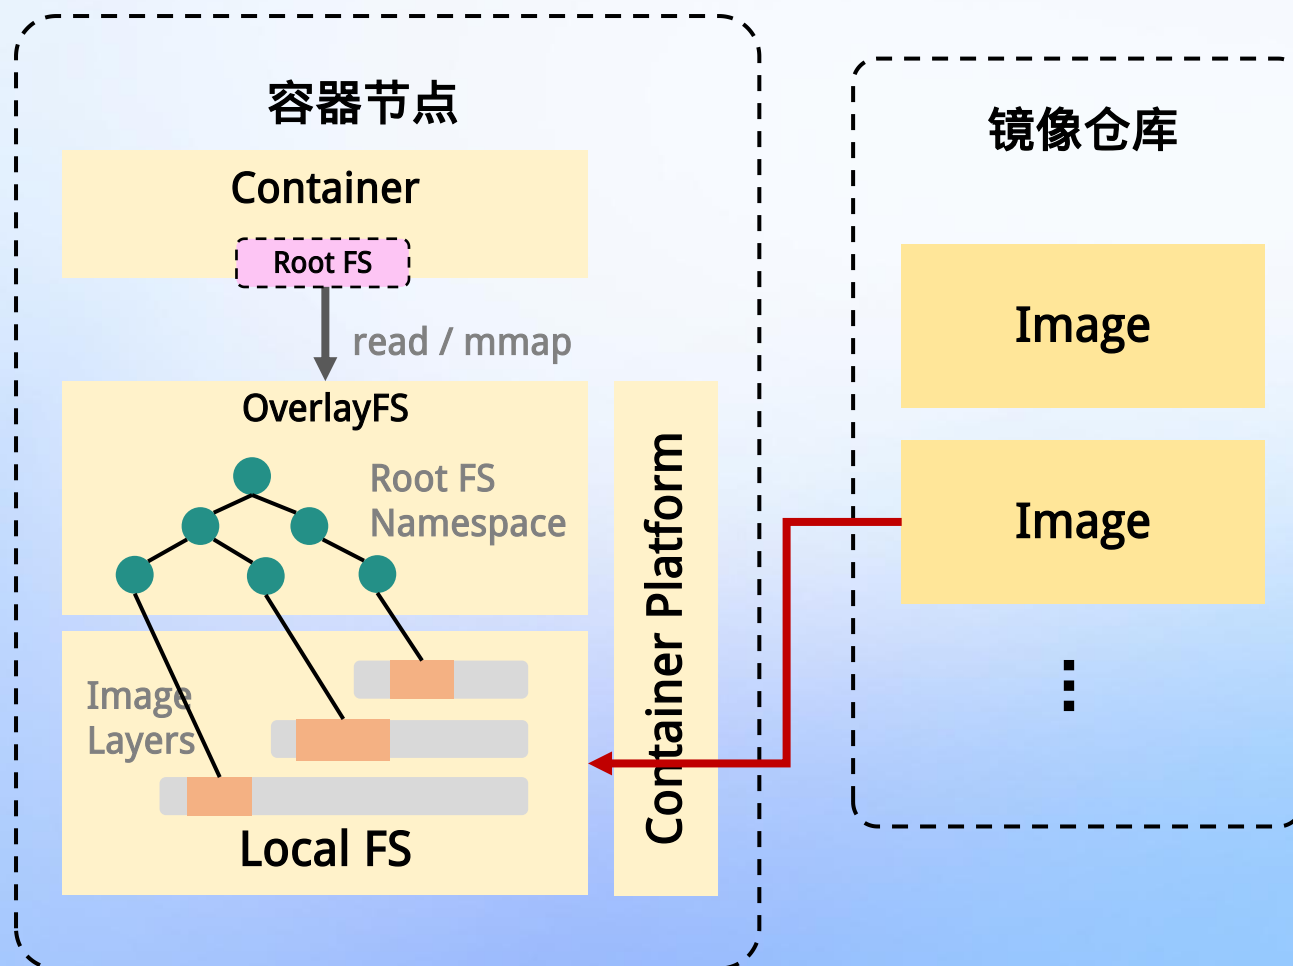 容器节点
Container
Root FS
read / mmap
OverlayFS
Root FS
Namespace
Image
Layers
Local FS
Container Platform
镜像仓库
Image
Image